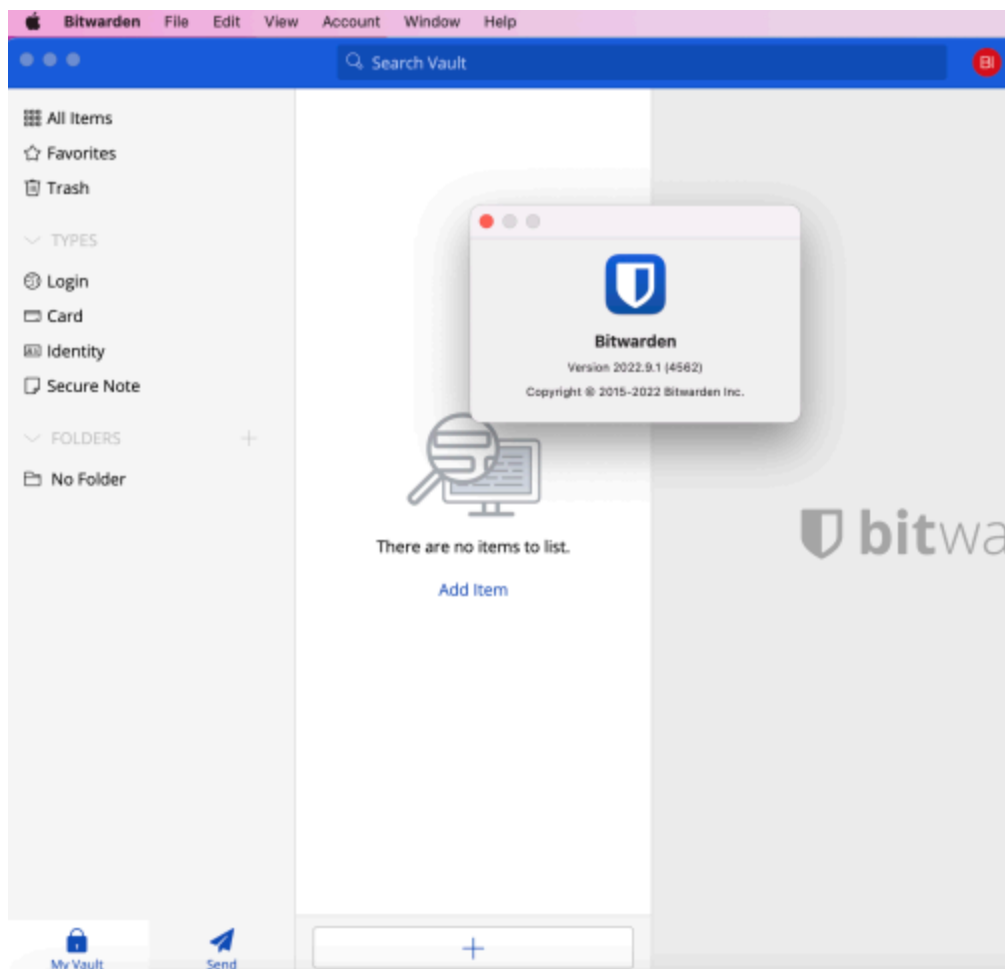 Bitwarden File Edit View Account Window Help
Search Vault
BI
All Items
Favorites
Trash
TYPES
Login
Card
Identity
Secure Note
FOLDERS +
No Folder
Bitwarden
Version 2022.9.1 (4562)
Copyright © 2015-2022 Bitwarden Inc.
There are no items to list.
Add Item
bitwa
My Vault
Send
+